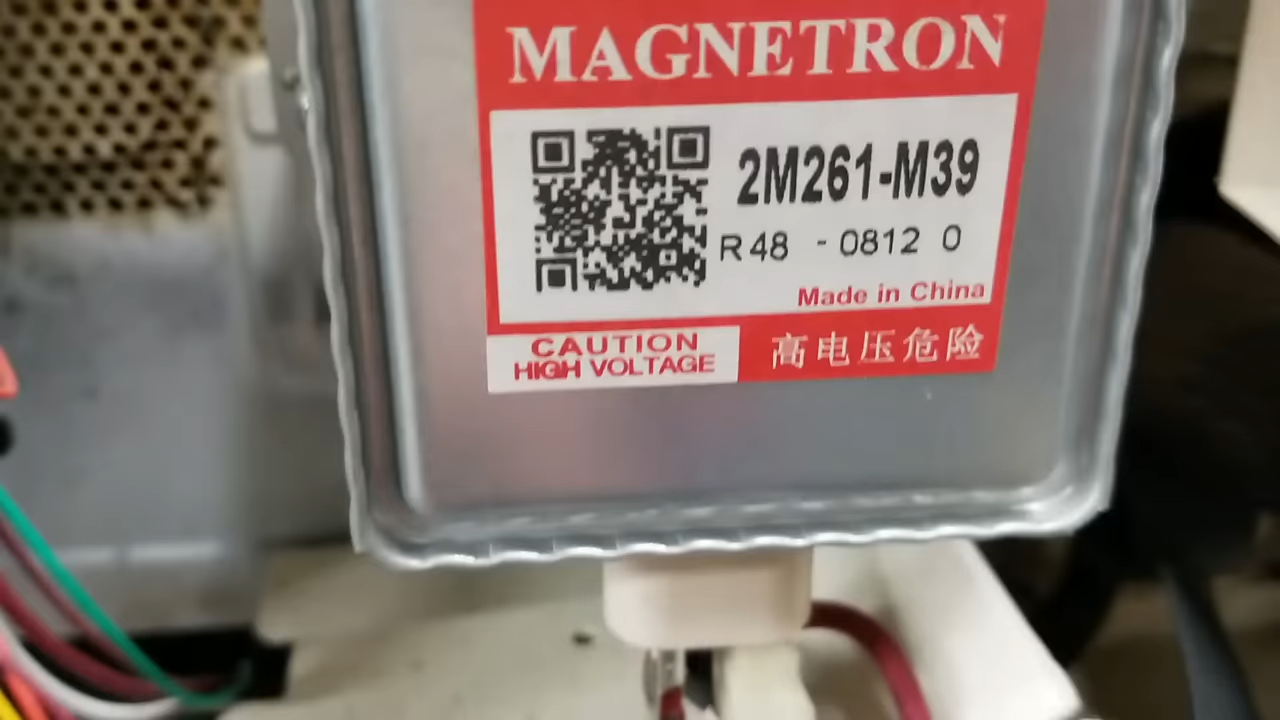 MAGNETRON
2M261-M39
R48 - 0812 0
Made in China
CAUTION
HIGH VOLTAGE
高电压危险